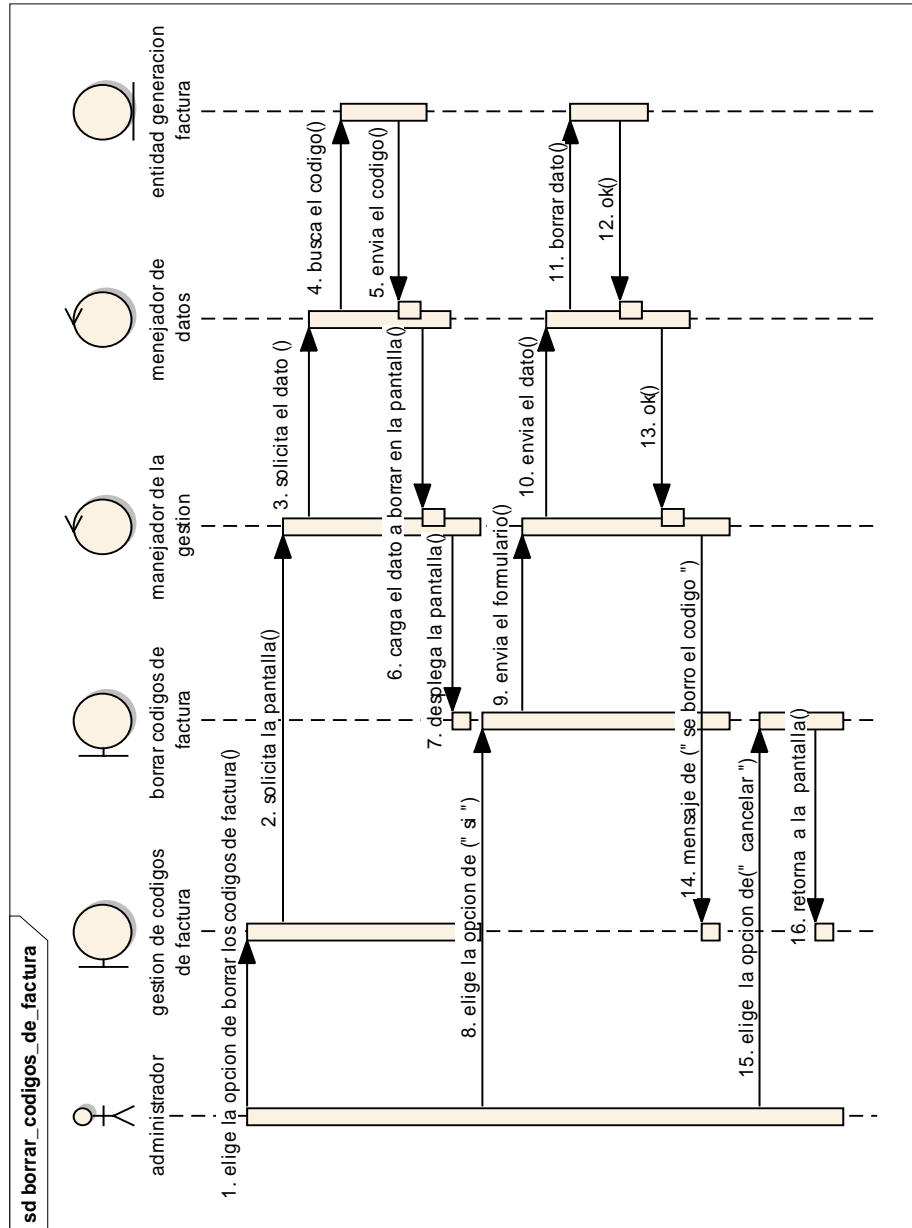 sd borrar_codigos_de_factura
administrador
gestion de codigos
de factura
borrar codigos de
factura
manejador de la
gestion
menejador de
datos
entidad generacion
factura
1. elige la opcion de borrar los codigos de factura()
2. solicita la pantalla()
3. solicita el dato ()
4. busca el codigo()
5. envia el codigo()
6. carga el dato a borrar en la pantalla()
7. desplega la pantalla()
8. elige la opcion de (" si ")
9. envia el formulario()
10. envia el dato()
11. borrar dato()
12. ok()
13. ok()
14. mensaje de (" se borro el codigo ")
15. elige la opcion de(" cancelar ")
16. retorna a la pantalla()